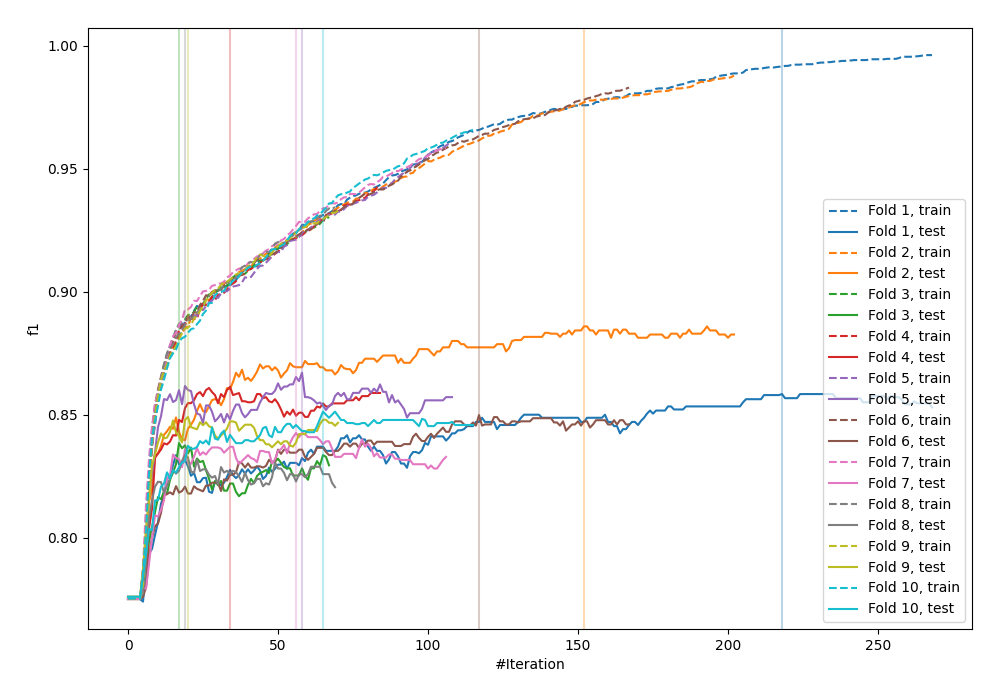 1.00
0.95
0.90
0.85
0.80
f1
0
50
100
150
200
250
#Iteration
Fold 1, train
Fold 1, test
Fold 2, train
Fold 2, test
Fold 3, train
Fold 3, test
Fold 4, train
Fold 4, test
Fold 5, train
Fold 5, test
Fold 6, train
Fold 6, test
Fold 7, train
Fold 7, test
Fold 8, train
Fold 8, test
Fold 9, train
Fold 9, test
Fold 10, train
Fold 10, test